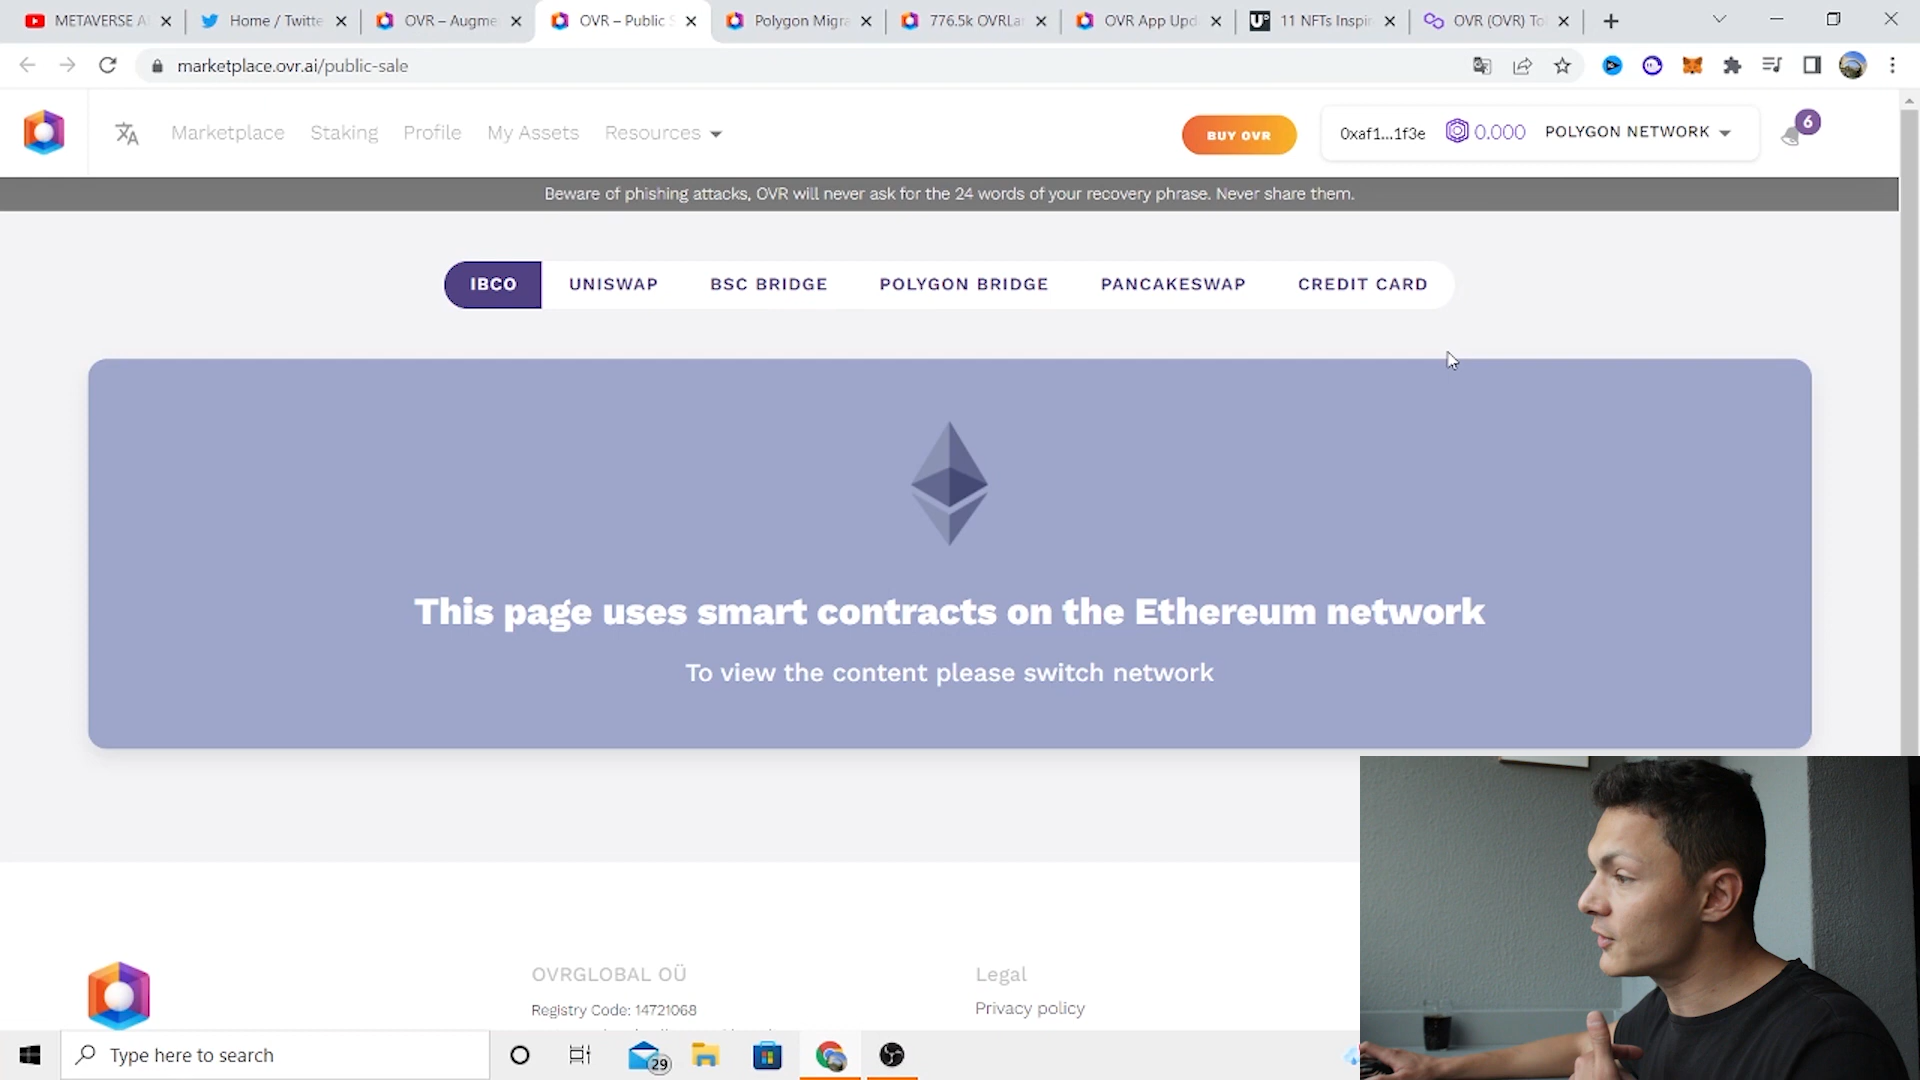 METAVERSE A
Home / Twitte
OVR – Augme
OVR – Public S
Polygon Migra
776.5k OVRLa
OVR App Upd
11 NFTs Inspi
OVR (OVR) To
marketplace.ovr.ai/public-sale
Marketplace
Staking
Profile
My Assets
Resources
BUY OVR
0xaf1...1f3e
0.000
POLYGON NETWORK
6
Beware of phishing attacks, OVR will never ask for the 24 words of your recovery phrase. Never share them.
IBCO
UNISWAP
BSC BRIDGE
POLYGON BRIDGE
PANCAKESWAP
CREDIT CARD
This page uses smart contracts on the Ethereum network
To view the content please switch network
OVRGLOBAL OÜ
Registry Code: 14721068
Legal
Privacy policy
Type here to search
29